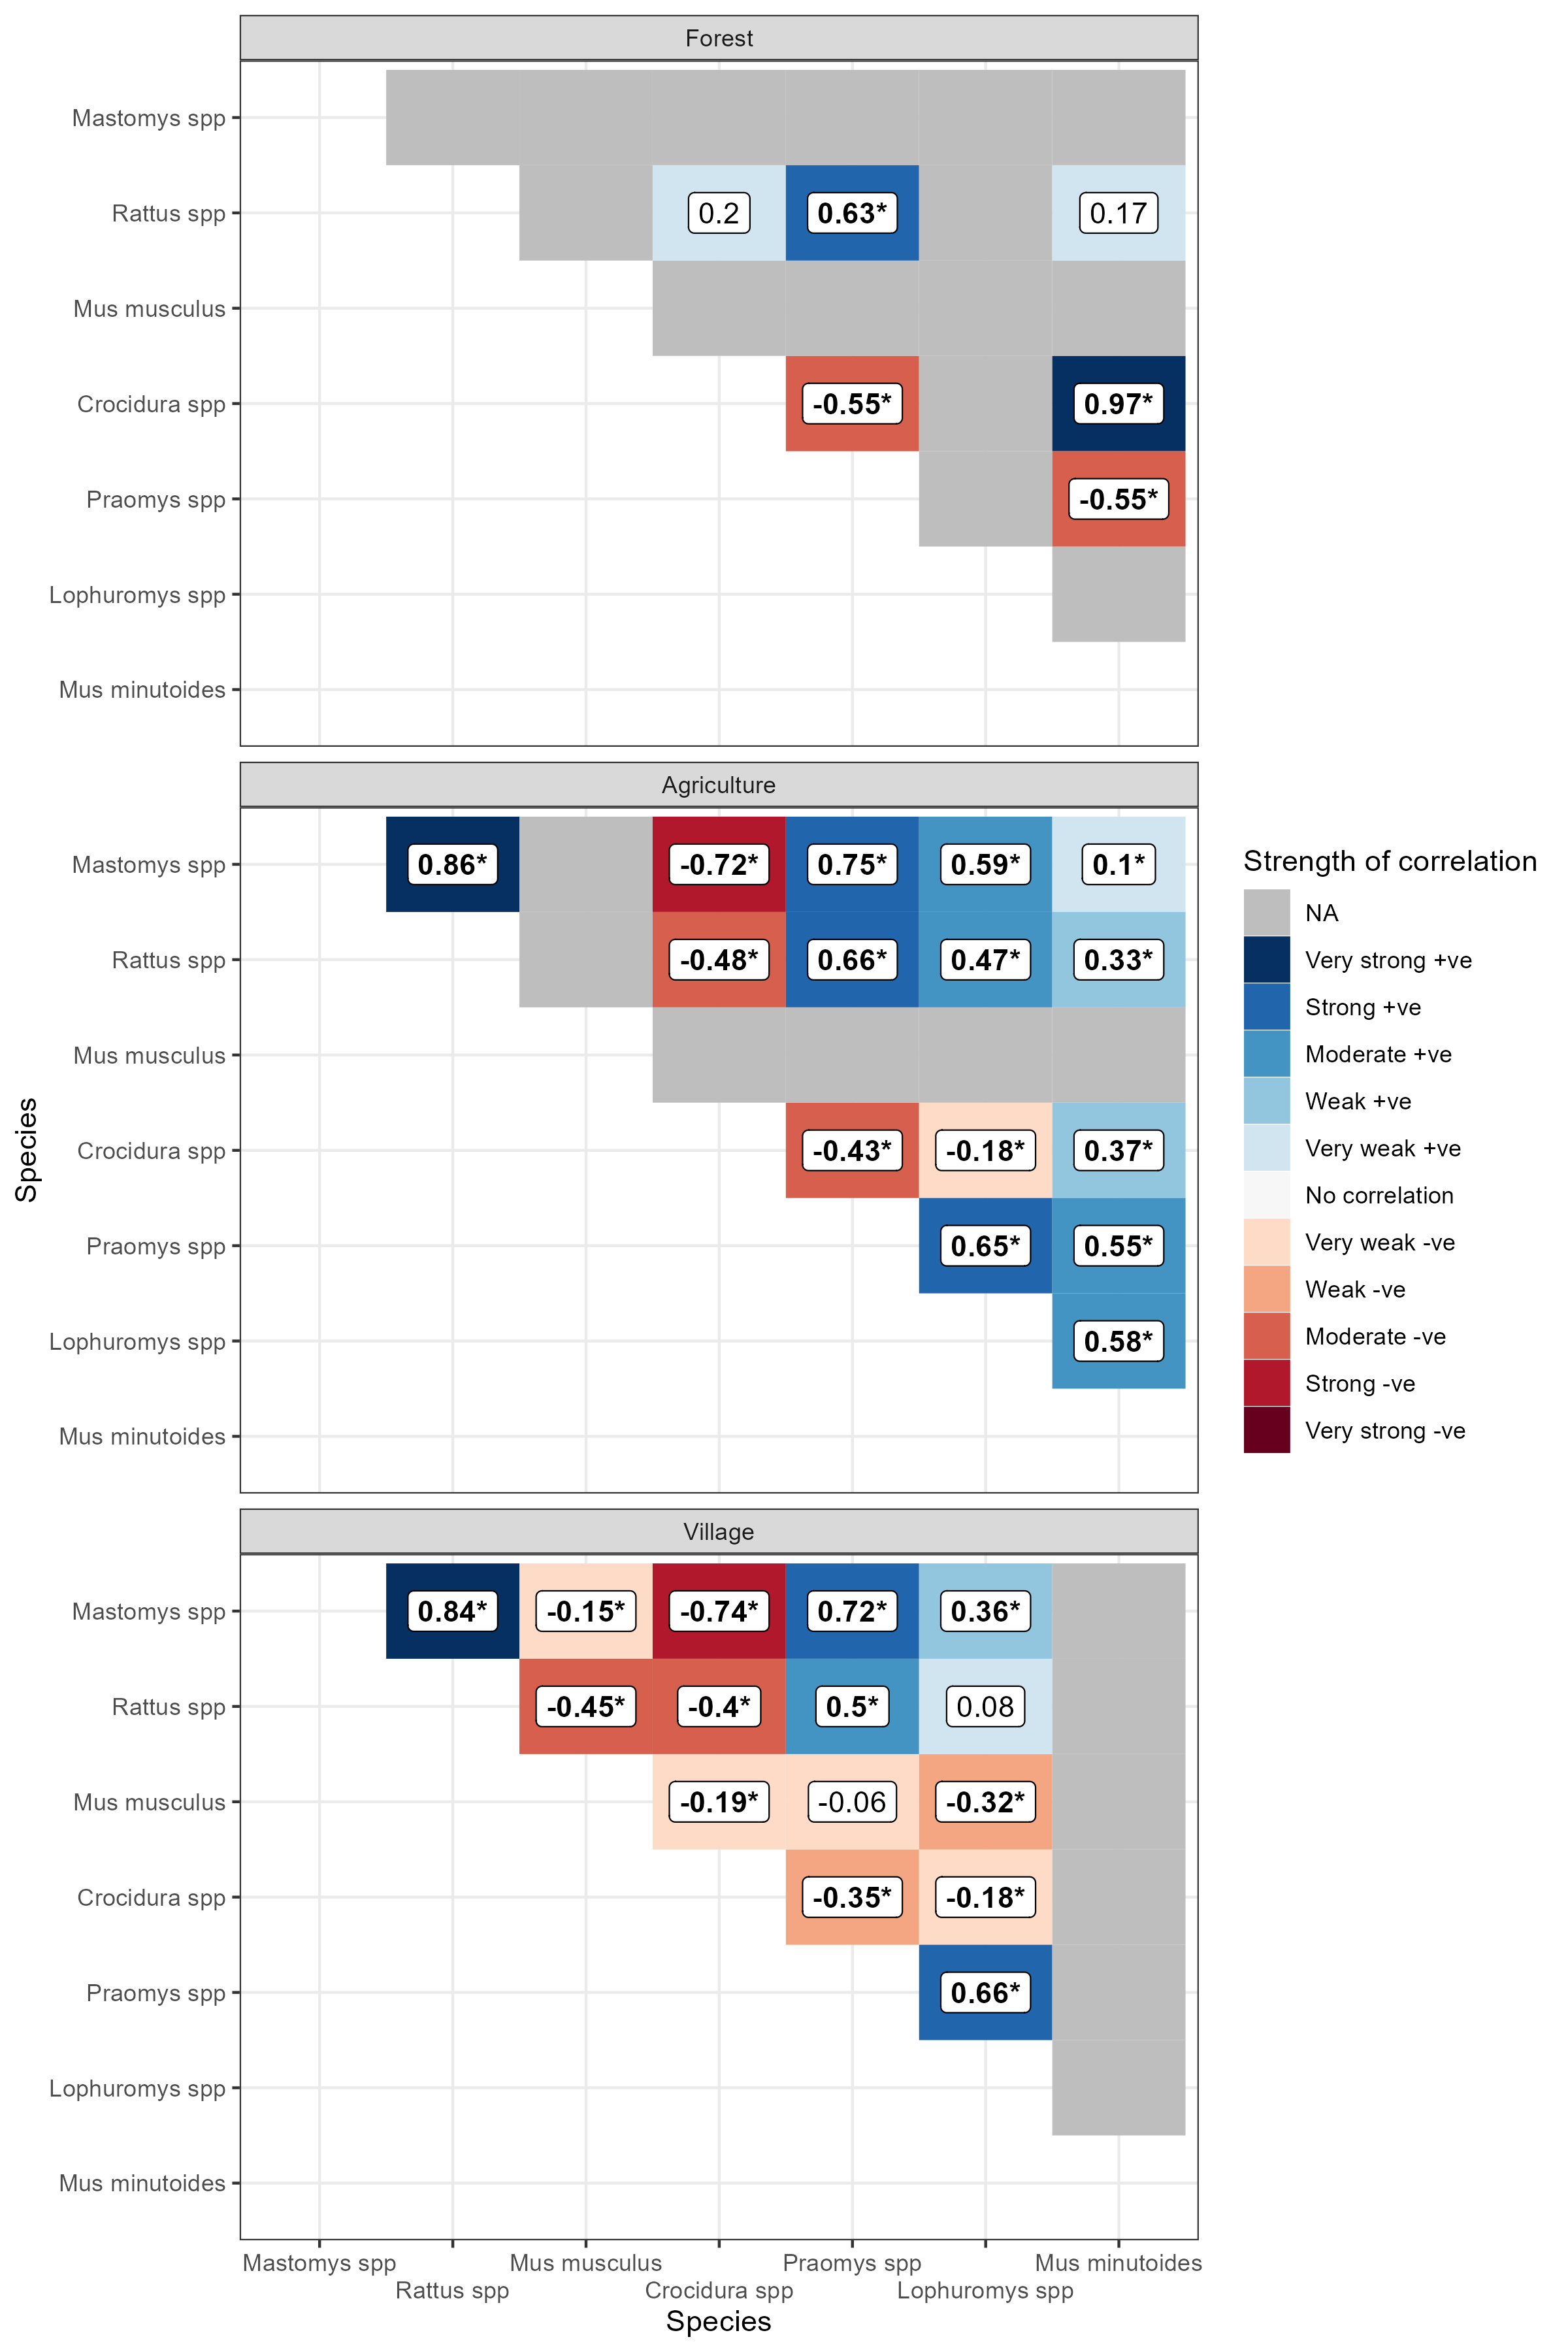 Forest
Mastomys spp
Rattus spp 0.2 0.63* 0.17
Mus musculus
Crocidura spp -0.55* 0.97*
Praomys spp -0.55*
Lophuromys spp
Mus minutoides
Agriculture
Mastomys spp 0.86* -0.72* 0.75* 0.59* 0.1*
Rattus spp -0.48* 0.66* 0.47* 0.33*
Mus musculus
Crocidura spp -0.43* -0.18* 0.37*
Praomys spp 0.65* 0.55*
Lophuromys spp 0.58*
Mus minutoides
Village
Mastomys spp 0.84* -0.15* -0.74* 0.72* 0.36*
Rattus spp -0.45* -0.4* 0.5* 0.08
Mus musculus -0.19* -0.06 -0.32*
Crocidura spp -0.35* -0.18*
Praomys spp 0.66*
Lophuromys spp
Mus minutoides
Mastomys spp Mus musculus Praomys spp Mus minutoides
Rattus spp Crocidura spp Lophuromys spp
Species
Species
Strength of correlation
NA
Very strong +ve
Strong +ve
Moderate +ve
Weak +ve
Very weak +ve
No correlation
Very weak -ve
Weak -ve
Moderate -ve
Strong -ve
Very strong -ve